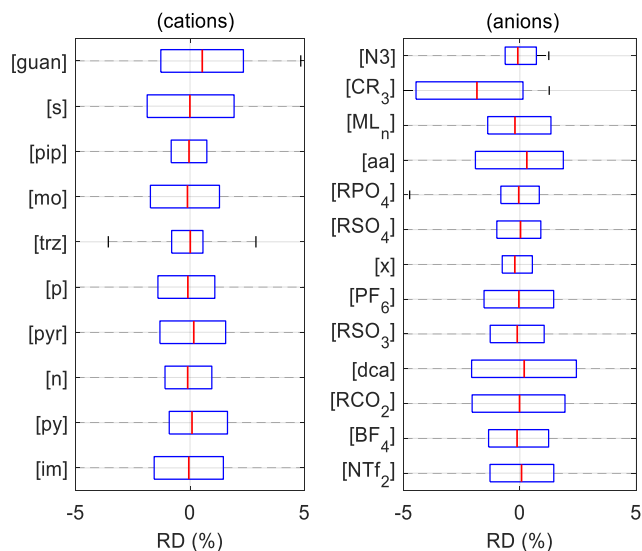 (cations)
[guan]
[s]
[pip]
[mo]
[trz]
[p]
[pyr]
[n]
[py]
[im]
-5 0 5
RD (%)
(anions)
[N3]
[CR3]
[MLn]
[aa]
[RPO4]
[RSO4]
[x]
[PF6]
[RSO3]
[dca]
[RCO2]
[BF4]
[NTf2]
-5 0 5
RD (%)